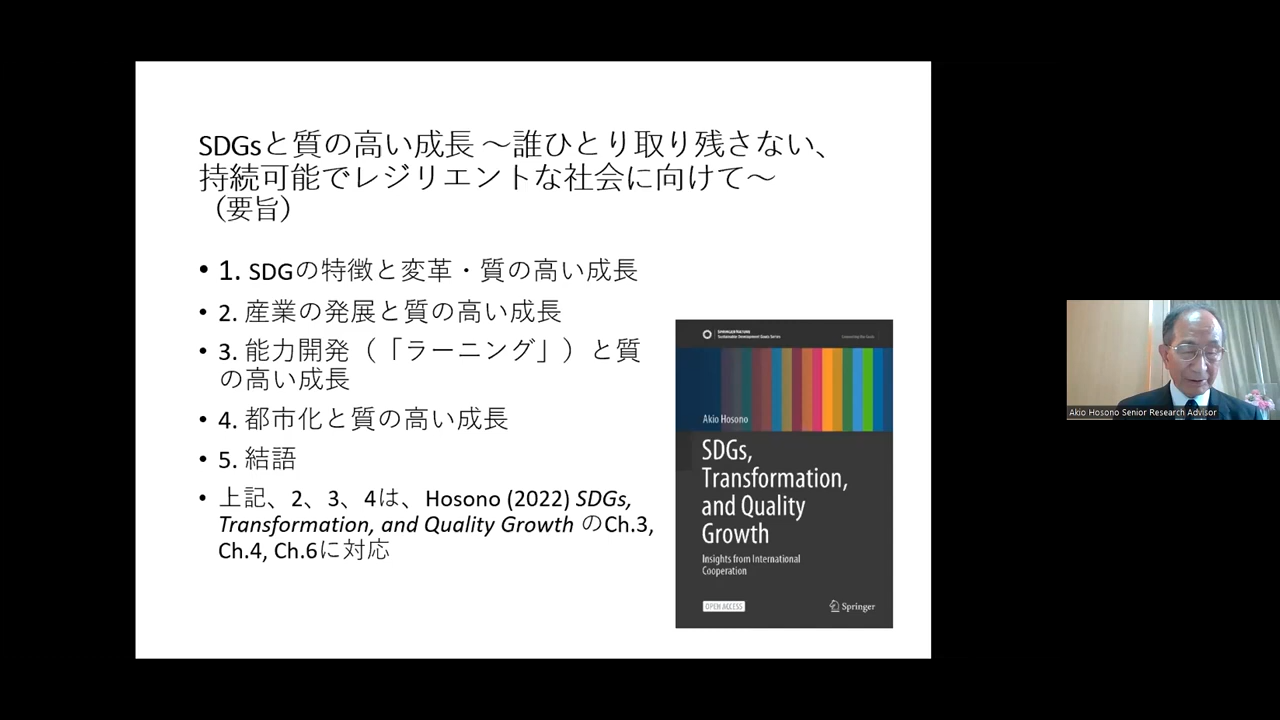 SDGsと質の高い成長 ～誰ひとり取り残さない、
持続可能でレジリエントな社会に向けて～
（要旨）
• 1. SDGの特徴と変革・質の高い成長
• 2. 産業の発展と質の高い成長
• 3. 能力開発（「ラーニング」）と質
の高い成長
• 4. 都市化と質の高い成長
• 5. 結語
• 上記、2、3、4は、Hosono (2022) SDGs,
Transformation, and Quality Growth のCh.3,
Ch.4, Ch.6に対応
SPRINGER NATURE
Sustainable Development Goals Series
Akio Hosono
SDGs,
Transformation,
and Quality
Growth
Insights from International
Cooperation
OPEN ACCESS
Springer
Akio Hosono Senior Research Advisor